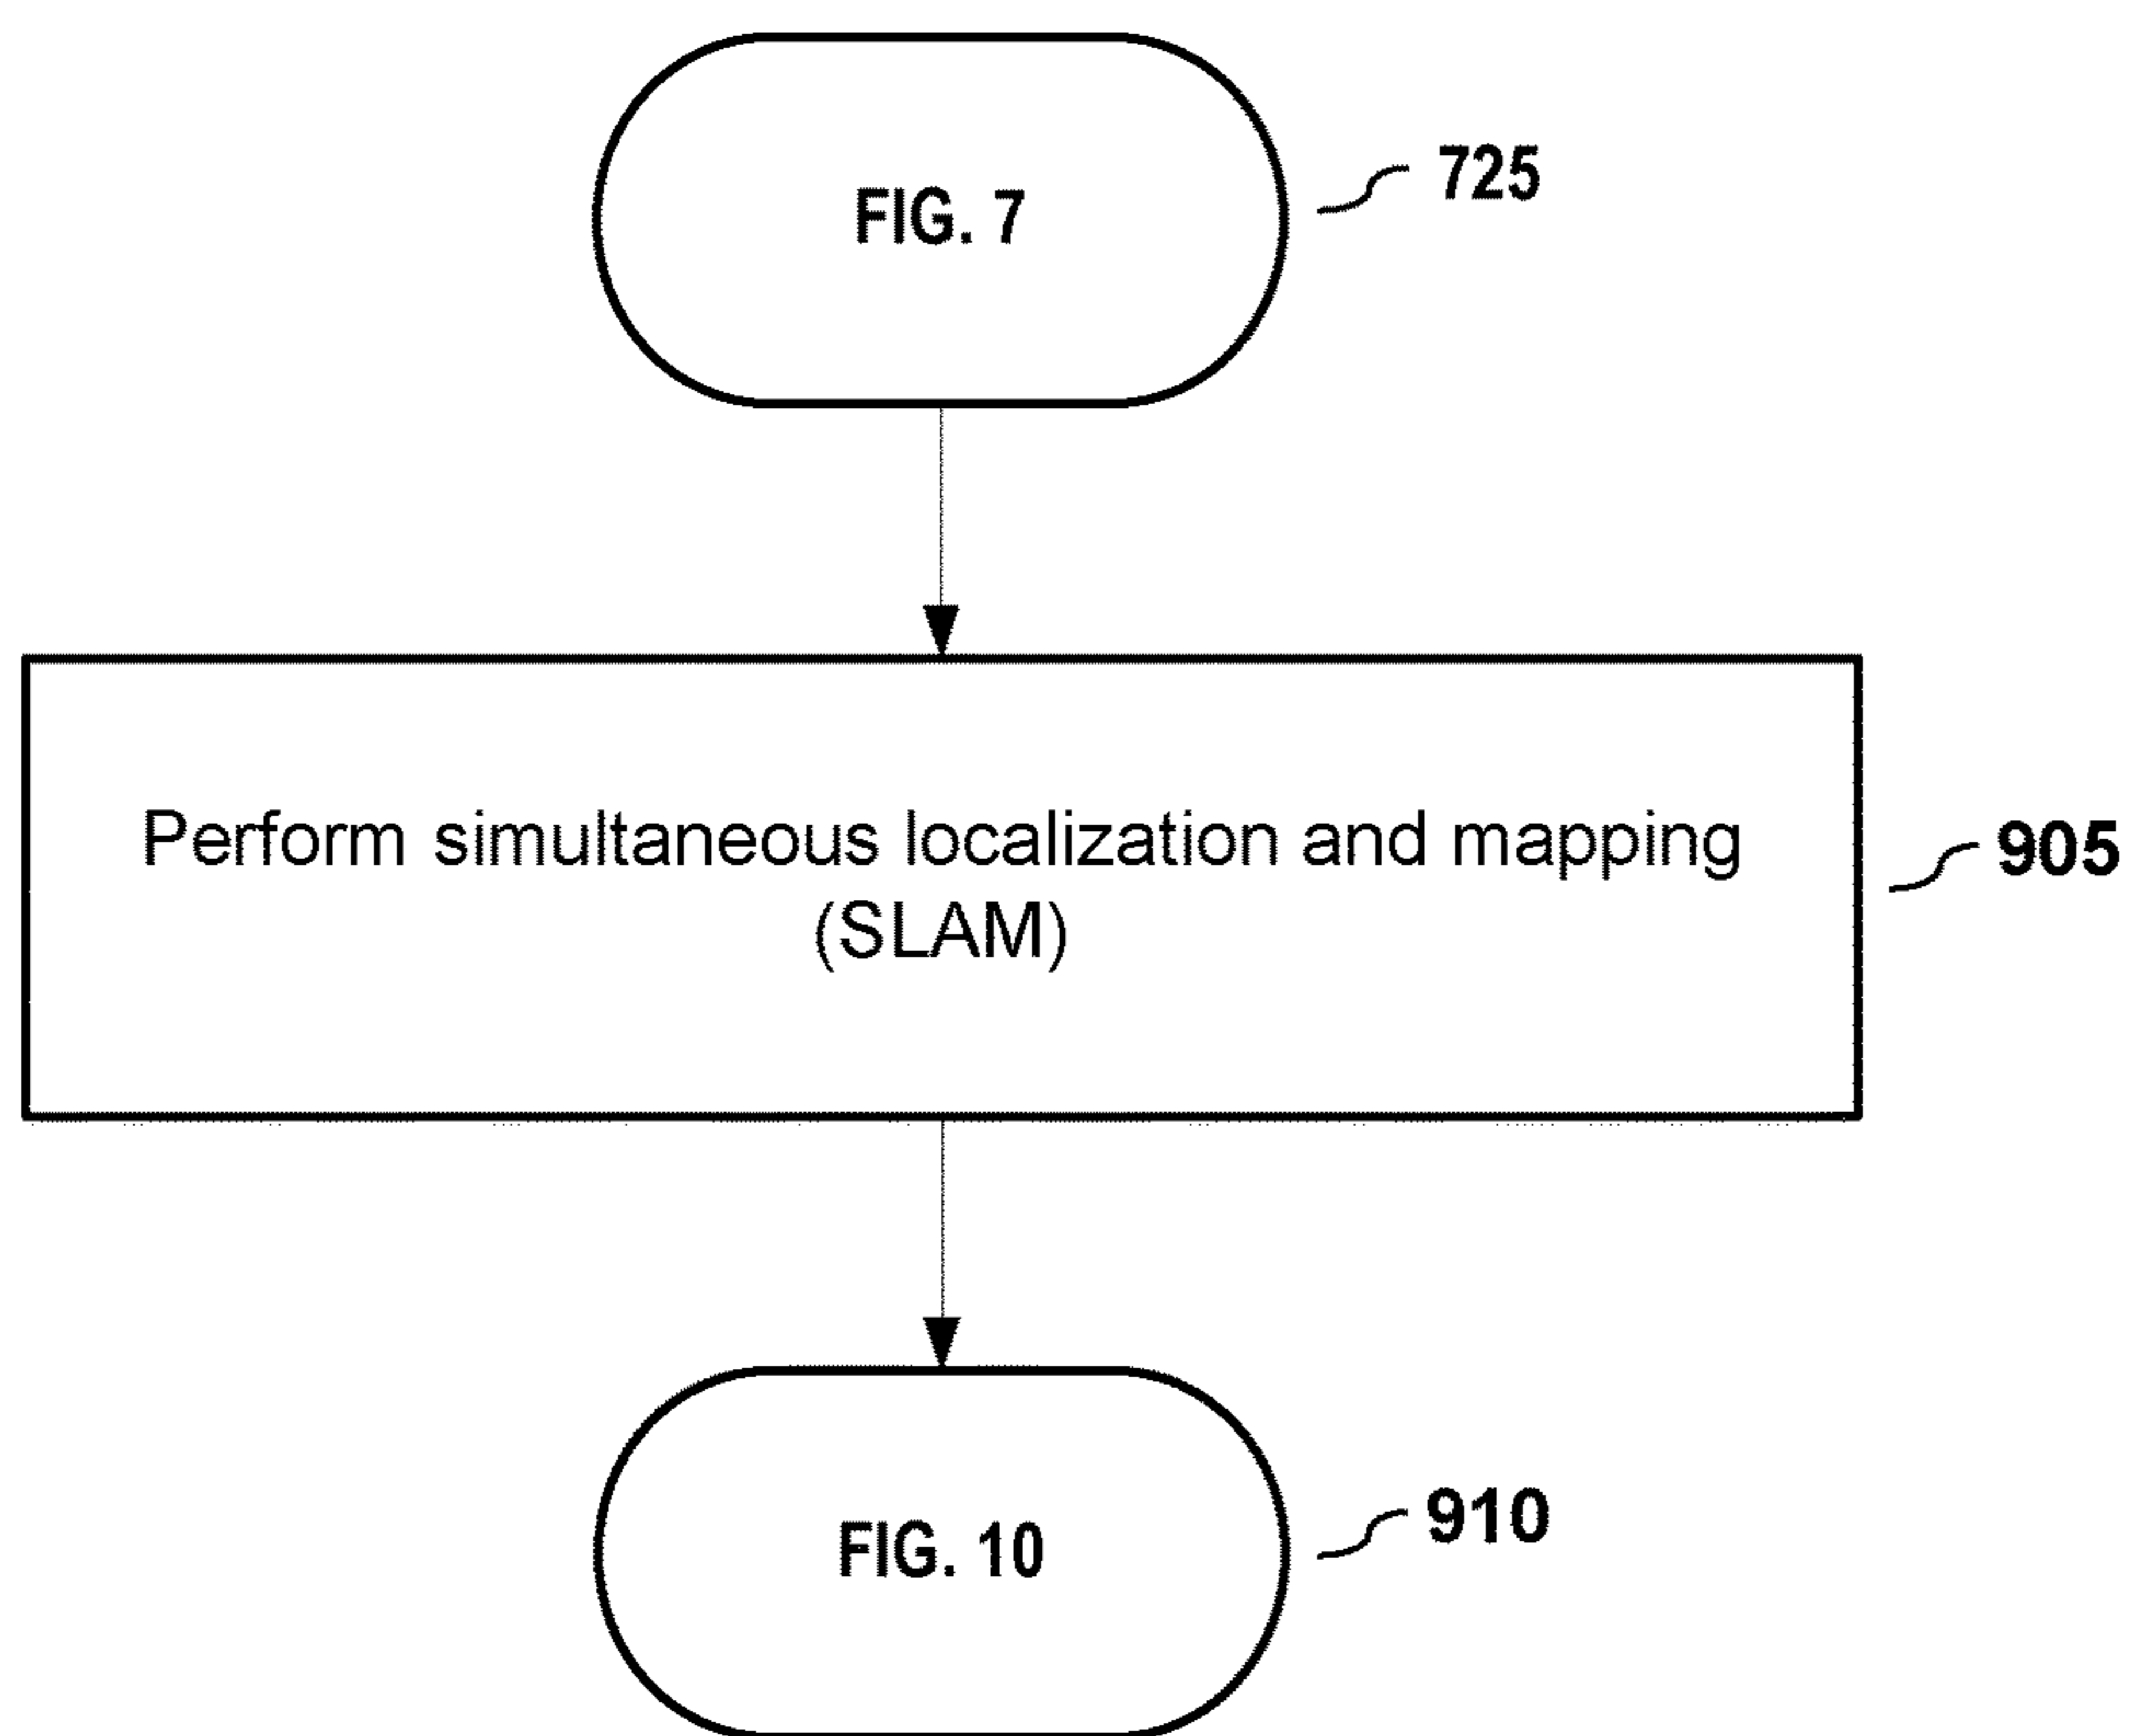 FIG. 7
725
Perform simultaneous localization and mapping
(SLAM)
905
FIG. 10
910